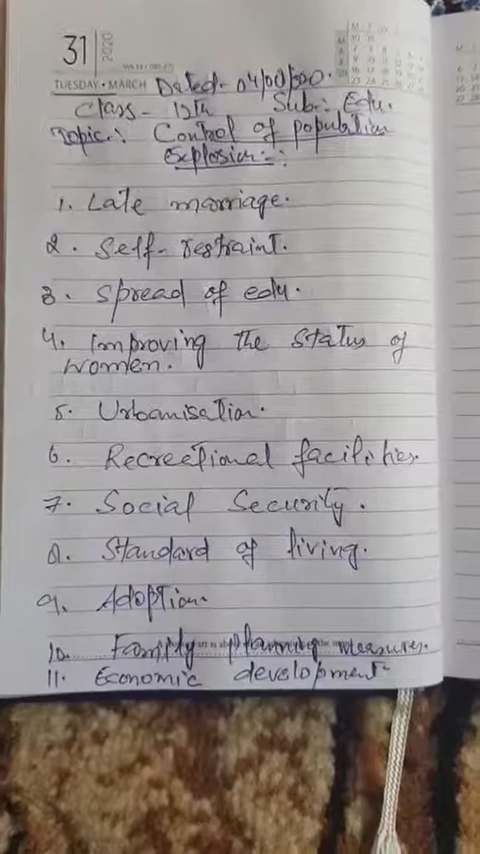 31 2020
TUESDAY • MARCH Dated - 04/00/000.
Class - 12th Sub.: Edu.
Topic: Control of population
Explosion:-
1. Late marriage.
2. Self-restraint.
3. Spread of edu.
4. Improving the status of
women.
5. Urbanisation.
6. Recreational facilities.
7. Social Security.
8. Standard of living.
9. Adoption.
10. Family planning measures.
11. Economic development